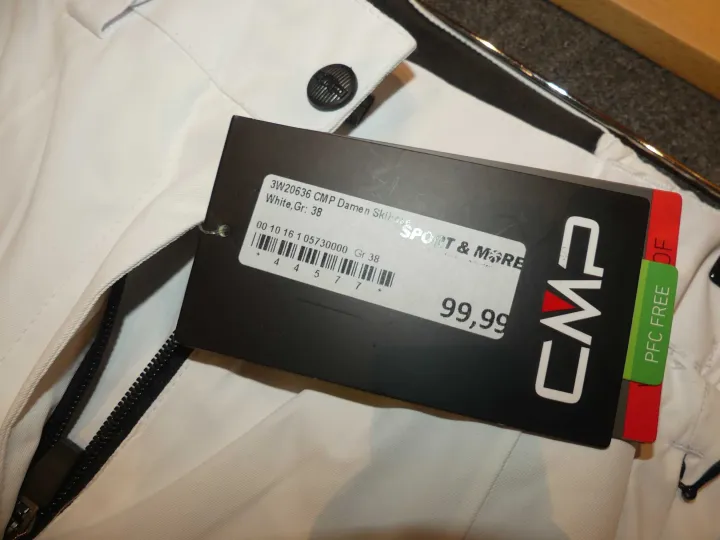 3W20636 CMP Damen
White,Gr: 38
SPORT & MORE
00 10 16 1 05730000 Gr 38
* 4 4 5 7 7 *
99,99
CMP
OF
PFC FREE